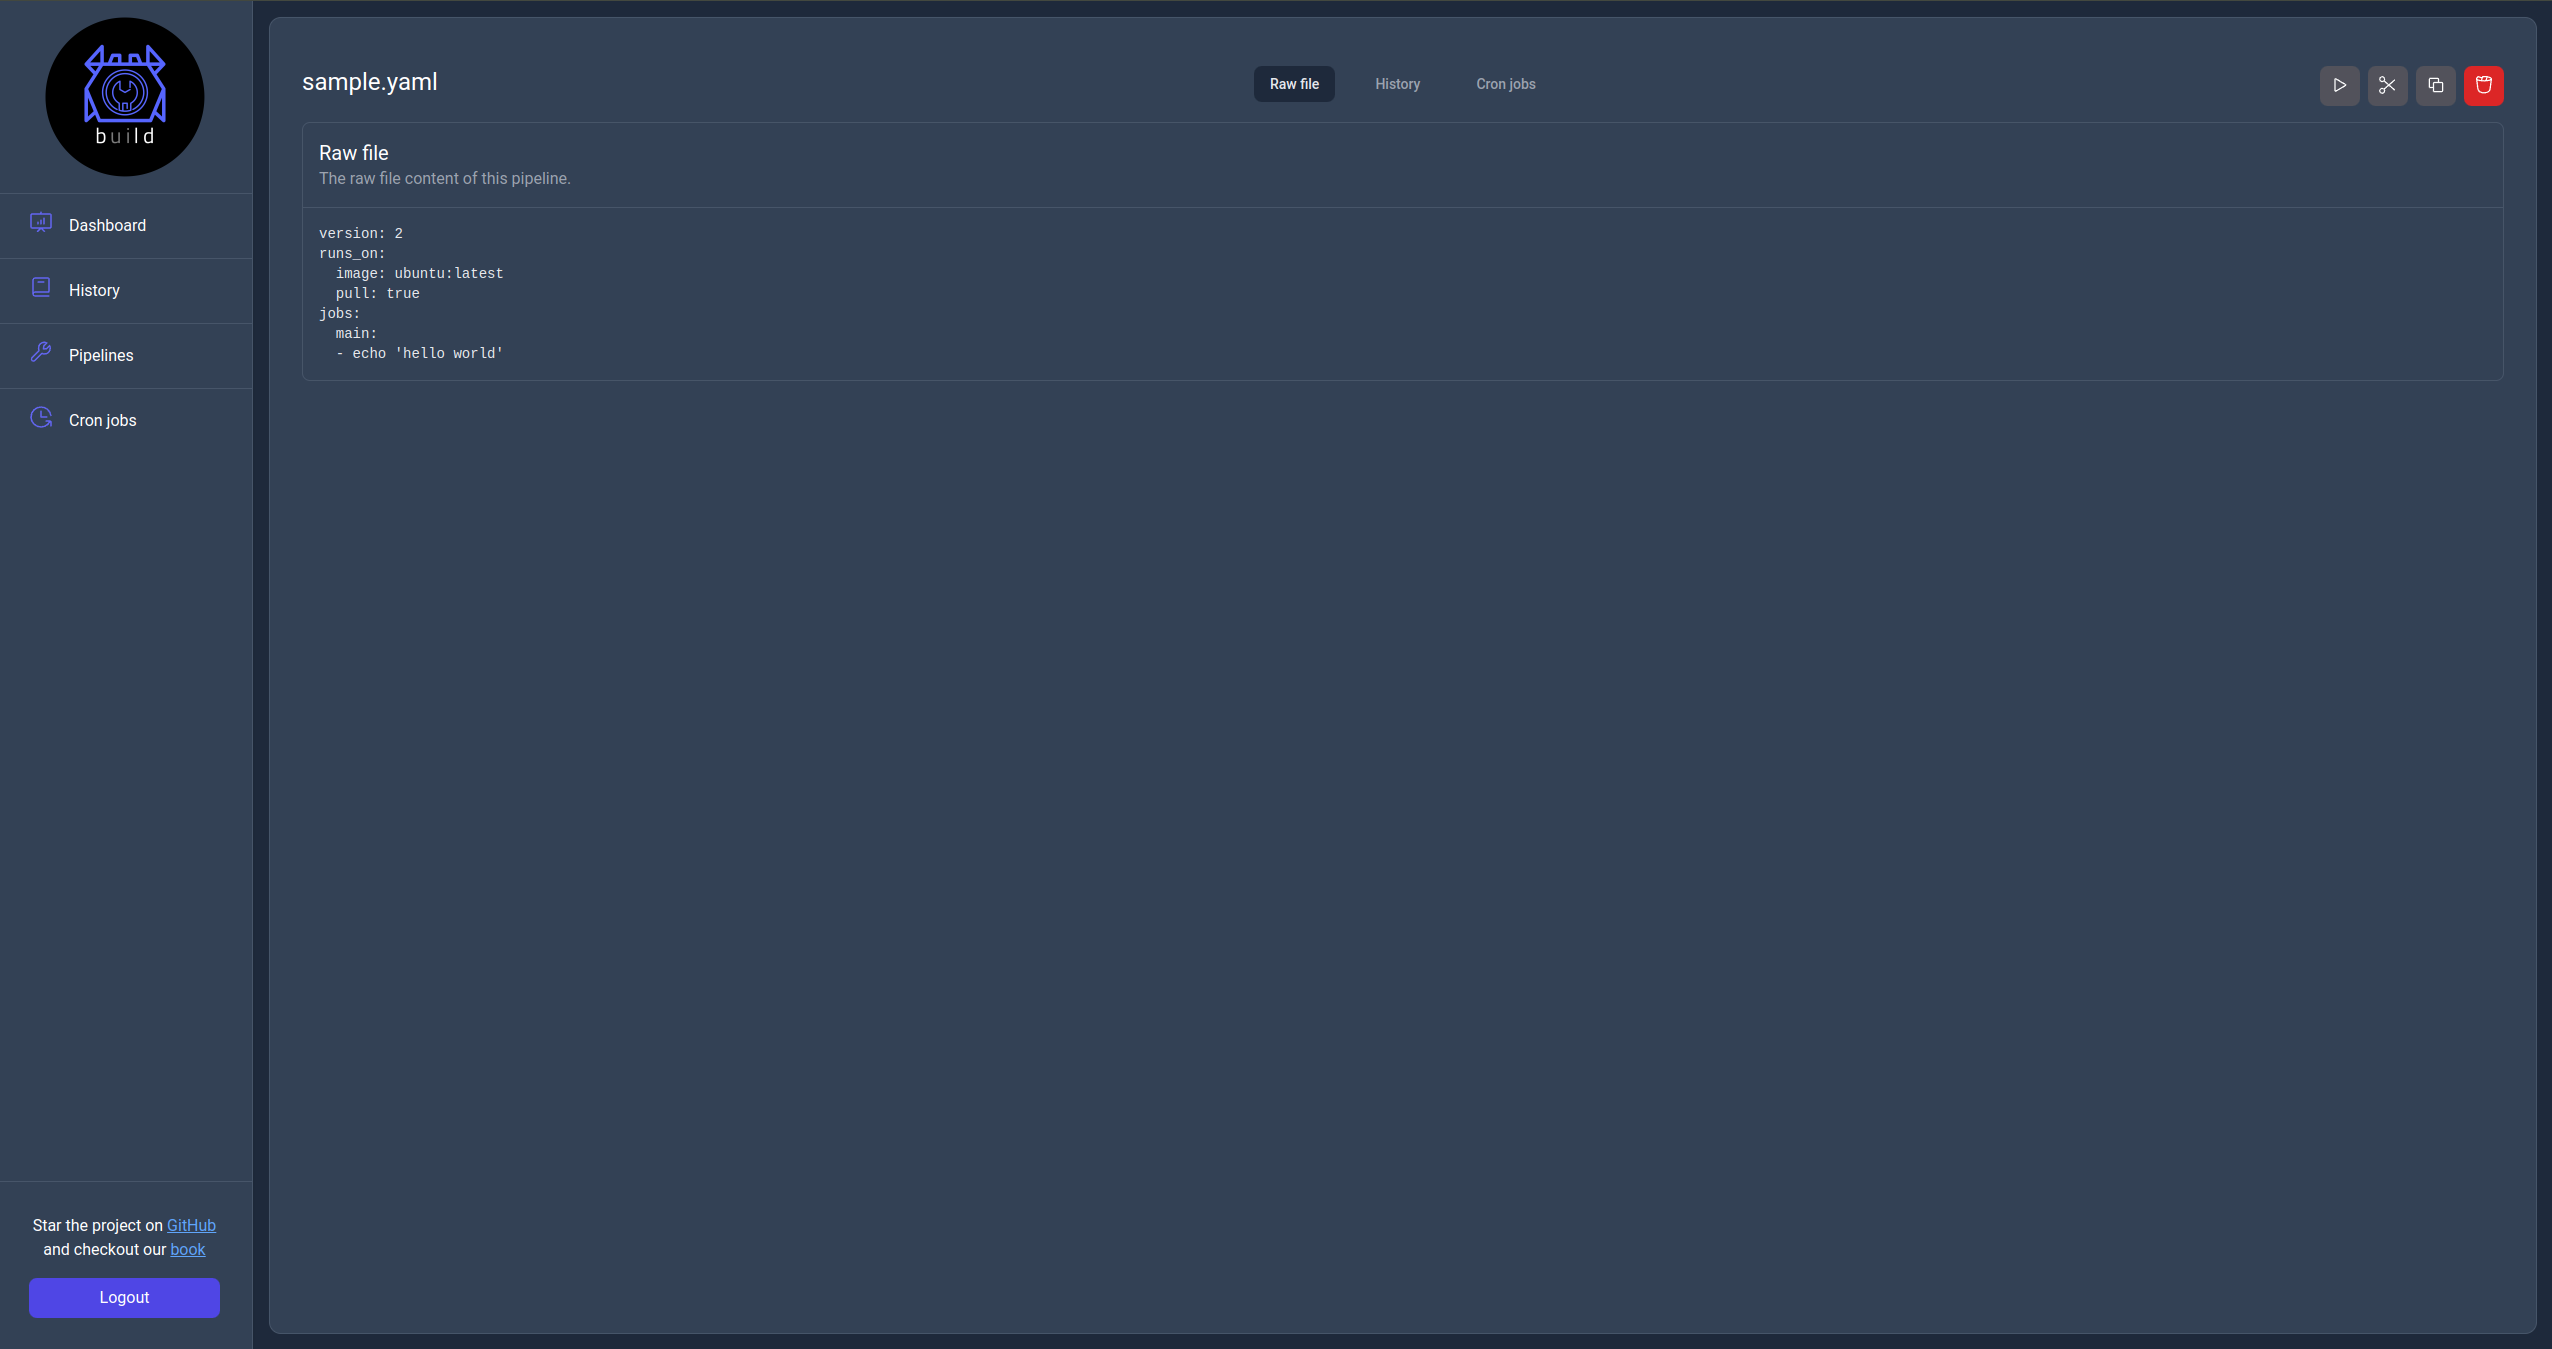 build
Dashboard
History
Pipelines
Cron jobs
Star the project on GitHub
and checkout our book
Logout
sample.yaml
Raw file
History
Cron jobs
Raw file
The raw file content of this pipeline.
version: 2
runs_on:
  image: ubuntu:latest
  pull: true
jobs:
  main:
  - echo 'hello world'